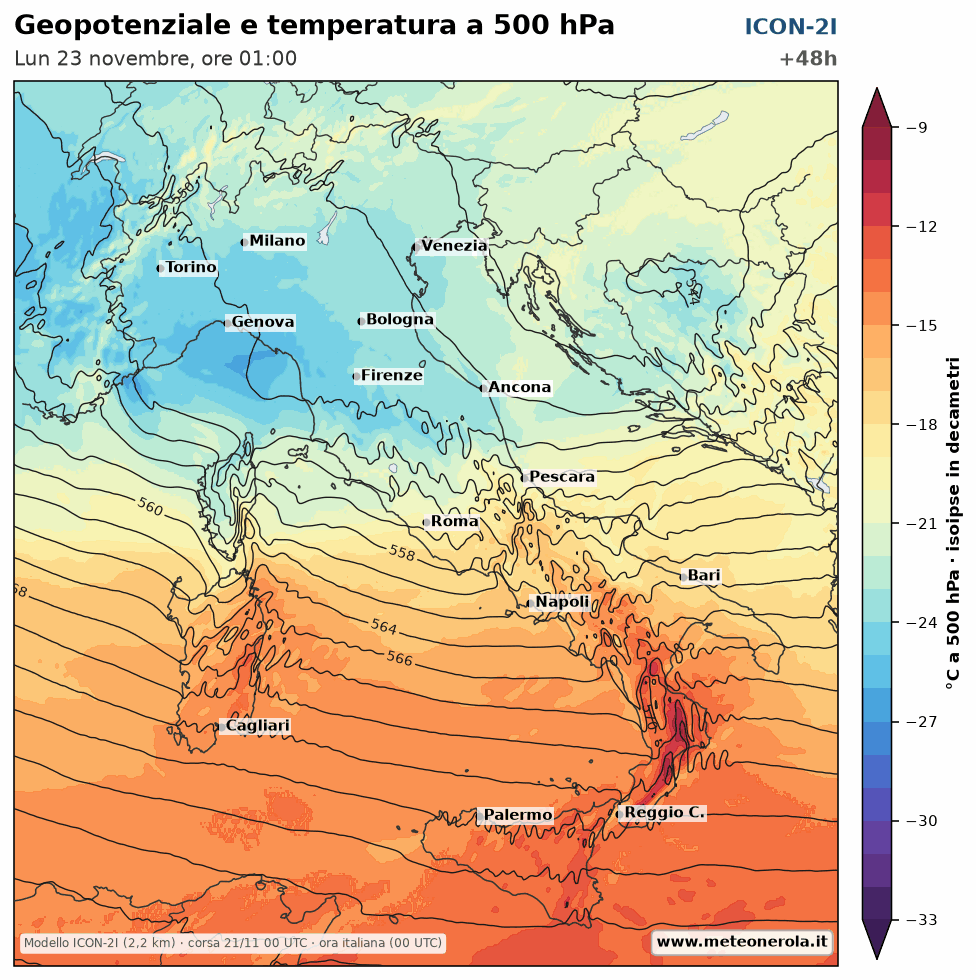 Geopotenziale e temperatura a 500 hPa
ICON-2I
Lun 23 novembre, ore 01:00
+48h
Milano
Venezia
Torino
Genova
Bologna
Firenze
Ancona
Pescara
560
Roma
558
Bari
68
Napoli
564
566
Cagliari
Palermo
Reggio C.
544
−9
−12
−15
−18
−21
−24
−27
−30
−33
°C a 500 hPa · isoipse in decametri
Modello ICON-2I (2,2 km) · corsa 21/11 00 UTC · ora italiana (00 UTC)
www.meteonerola.it